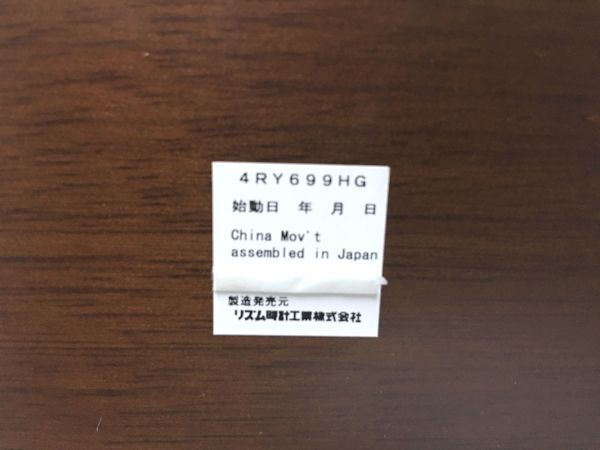 4RY699HG
始動日 年 月 日
China Mov't
assembled in Japan
製造発売元
リズム時計工業株式会社